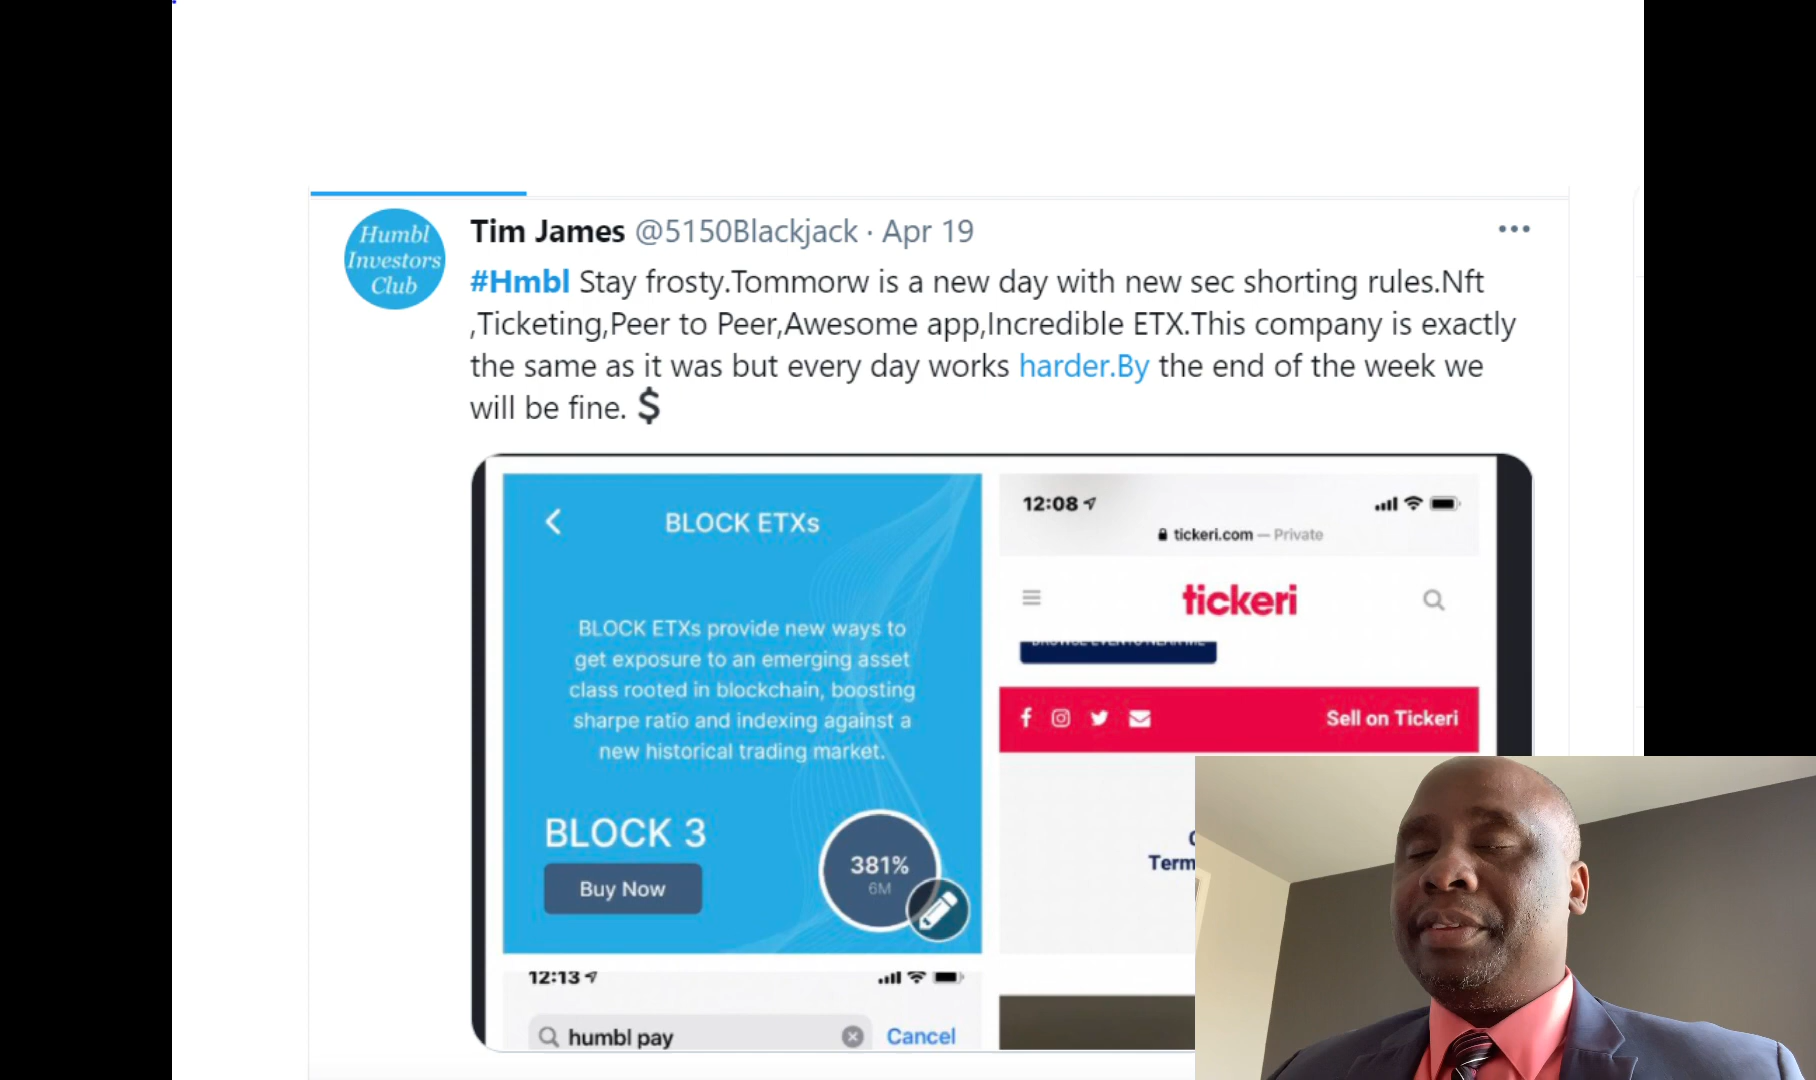 Humbl
Investors
Club
Tim James @5150Blackjack · Apr 19
#Hmbl Stay frosty.Tommorw is a new day with new sec shorting rules.Nft
,Ticketing,Peer to Peer,Awesome app,Incredible ETX.This company is exactly
the same as it was but every day works harder.By the end of the week we
will be fine. $
BLOCK ETXs
BLOCK ETXs provide new ways to
get exposure to an emerging asset
class rooted in blockchain, boosting
sharpe ratio and indexing against a
new historical trading market.
BLOCK 3
Buy Now
381%
6M
12:08
tickeri.com — Private
tickeri
BROWSE EVENTS NEAR ME
Sell on Tickeri
Term
12:13
humbl pay
Cancel